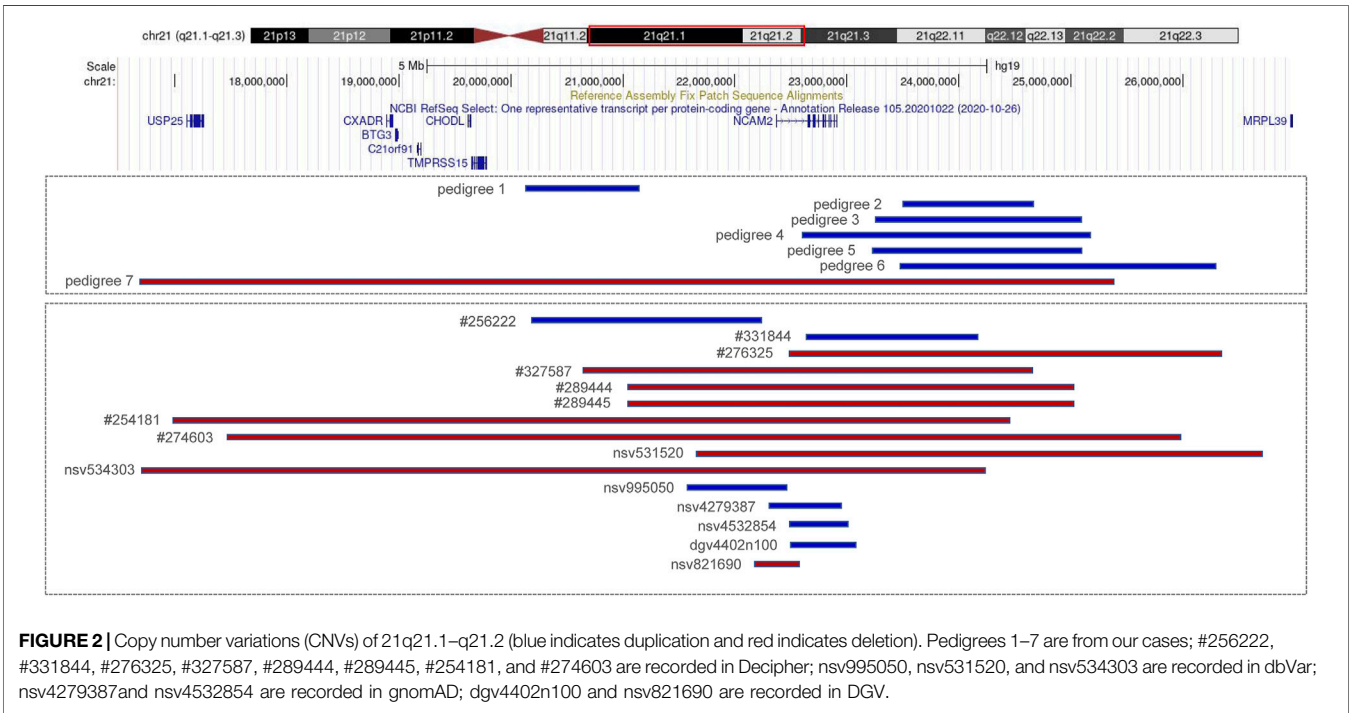 chr21 (q21.1-q21.3) 21p13 21p12 21p11.2 21q11.2 21q21.1 21q21.2 21q21.3 21q22.11 q22.12 q22.13 21q22.2 21q22.3
Scale 5 Mb hg19
chr21: 18,000,000 19,000,000 20,000,000 21,000,000 22,000,000 23,000,000 24,000,000 25,000,000 26,000,000
Reference Assembly Fix Patch Sequence Alignments
NCBI RefSeq Select: One representative transcript per protein-coding gene - Annotation Release 105.20201022 (2020-10-26)
USP25 CXADR CHODL NCAM2 MRPL39
BTG3
C21orf91
TMPRSS15
pedigree 1
pedigree 2
pedigree 3
pedigree 4
pedigree 5
pedgree 6
pedigree 7
#256222
#331844
#276325
#327587
#289444
#289445
#254181
#274603
nsv531520
nsv534303
nsv995050
nsv4279387
nsv4532854
dgv4402n100
nsv821690
FIGURE 2 | Copy number variations (CNVs) of 21q21.1–q21.2 (blue indicates duplication and red indicates deletion). Pedigrees 1–7 are from our cases; #256222,
#331844, #276325, #327587, #289444, #289445, #254181, and #274603 are recorded in Decipher; nsv995050, nsv531520, and nsv534303 are recorded in dbVar;
nsv4279387and nsv4532854 are recorded in gnomAD; dgv4402n100 and nsv821690 are recorded in DGV.